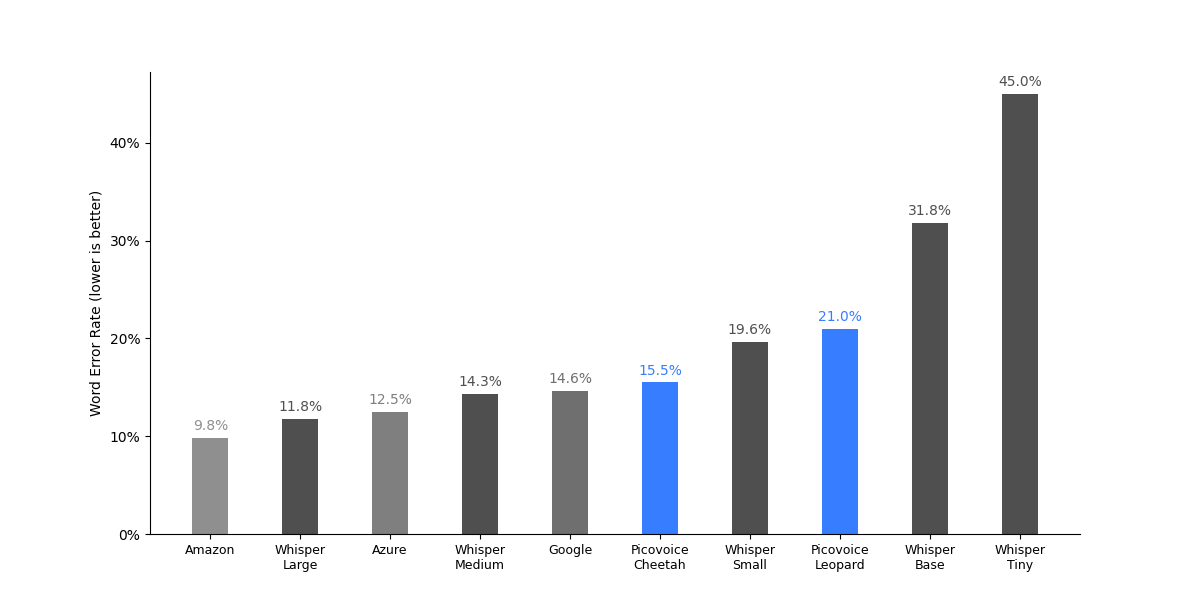 Word Error Rate (lower is better)
40%
30%
20%
10%
0%
9.8%
11.8%
12.5%
14.3%
14.6%
15.5%
19.6%
21.0%
31.8%
45.0%
Amazon
Whisper
Large
Azure
Whisper
Medium
Google
Picovoice
Cheetah
Whisper
Small
Picovoice
Leopard
Whisper
Base
Whisper
Tiny